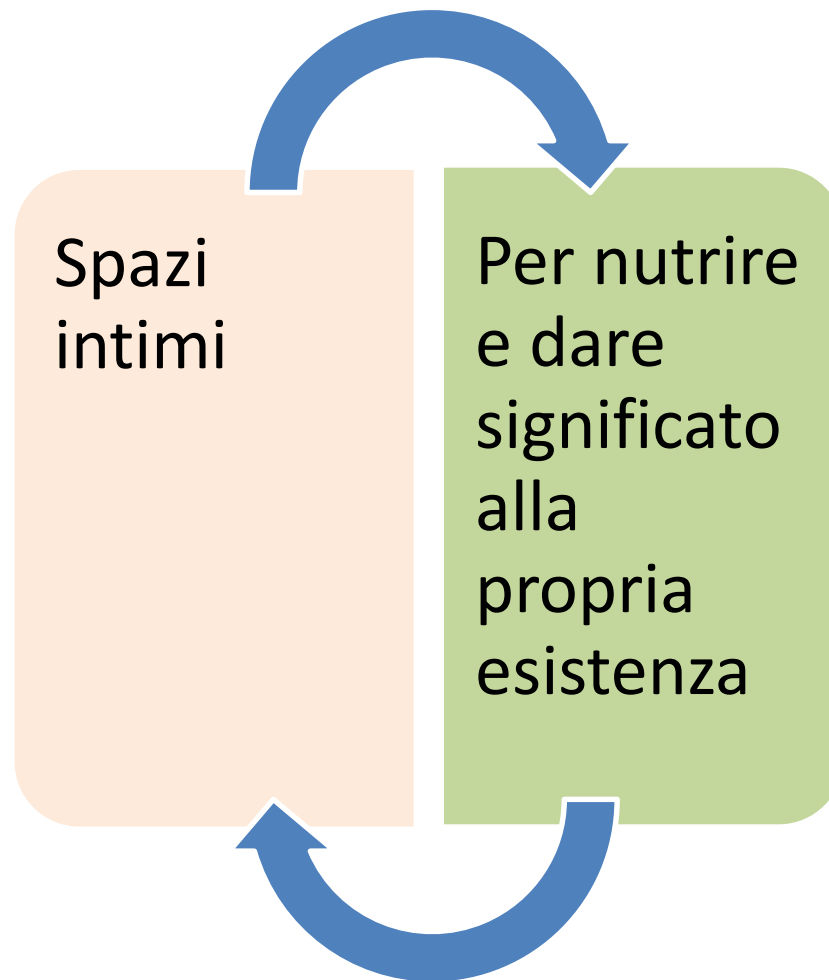 Spazi
intimi
Per nutrire
e dare
significato
alla
propria
esistenza